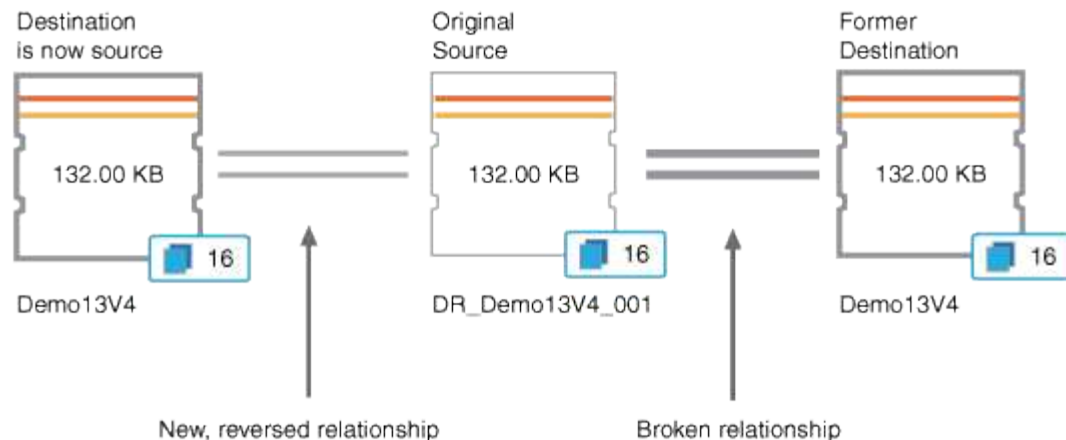 Destination
is now source
Original
Source
Former
Destination
132.00 KB
132.00 KB
132.00 KB
16
16
16
Demo13V4
DR_Demo13V4_001
Demo13V4
New, reversed relationship
Broken relationship